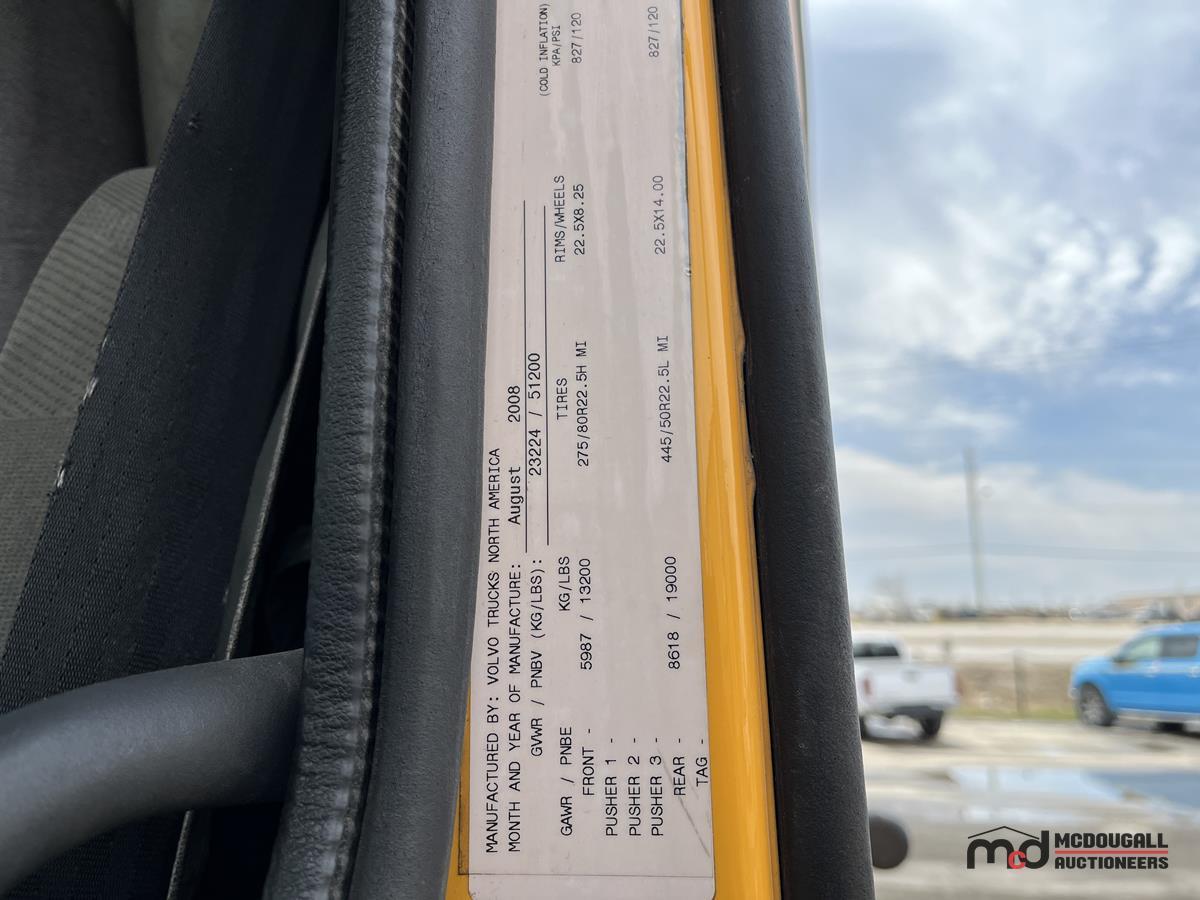 MANUFACTURED BY: VOLVO TRUCKS NORTH AMERICA
MONTH AND YEAR OF MANUFACTURE: August 2008
GVWR / PNBV (KG/LBS): 23224 / 51200
(COLD INFLATION)
GAWR / PNBE KG/LBS TIRES RIMS/WHEELS KPA/PSI
FRONT - 5987 / 13200 275/80R22.5H MI 22.5X8.25 827/120
PUSHER 1 -
PUSHER 2 -
PUSHER 3 -
REAR - 8618 / 19000 445/50R22.5L MI 22.5X14.00 827/120
TAG -
mcd MCDOUGALL
AUCTIONEERS